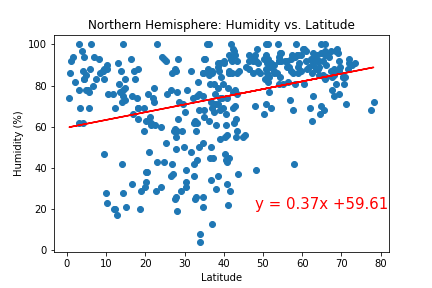 Northern Hemisphere: Humidity vs. Latitude
100
80
60
40
20
0
Humidity (%)
y = 0.37x +59.61
0 10 20 30 40 50 60 70 80
Latitude